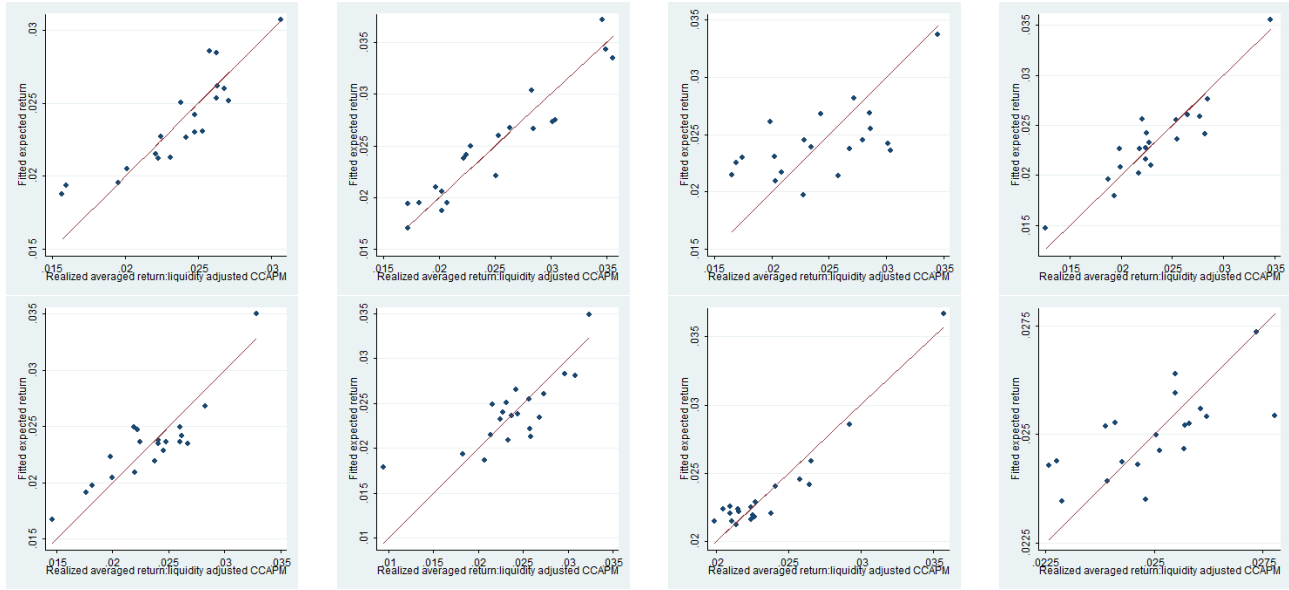 Fitted expected return
.015 .02 .025 .03
.015 .02 .025 .03
Realized averaged return:liquidity adjusted CCAPM
Fitted expected return
.015 .02 .025 .03 .035
.015 .02 .025 .03 .035
Realized averaged return:liquidity adjusted CCAPM
Fitted expected return
.015 .02 .025 .03 .035
.015 .02 .025 .03 .035
Realized averaged return:liquidity adjusted CCAPM
Fitted expected return
.015 .02 .025 .03 .035
.015 .02 .025 .03 .035
Realized averaged return:liquidity adjusted CCAPM
Fitted expected return
.015 .02 .025 .03 .035
.015 .02 .025 .03 .035
Realized averaged return:liquidity adjusted CCAPM
Fitted expected return
.01 .015 .02 .025 .03 .035
.01 .015 .02 .025 .03 .035
Realized averaged return:liquidity adjusted CCAPM
Fitted expected return
.02 .025 .03 .035
.02 .025 .03 .035
Realized averaged return:liquidity adjusted CCAPM
Fitted expected return
.0225 .025 .0275
.0225 .025 .0275
Realized averaged return:liquidity adjusted CCAPM